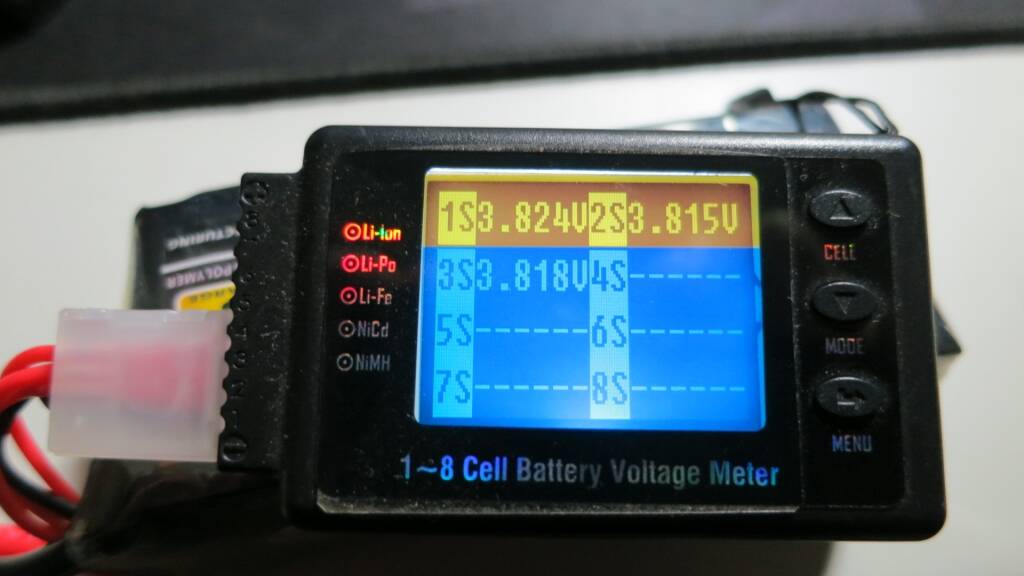 1S3.824V2S3.815V
3S3.818V4S------
5S------6S------
7S------8S------
Li-Ion
Li-Po
Li-Fe
NiCd
NiMH
CELL
MODE
MENU
1~8 Cell Battery Voltage Meter